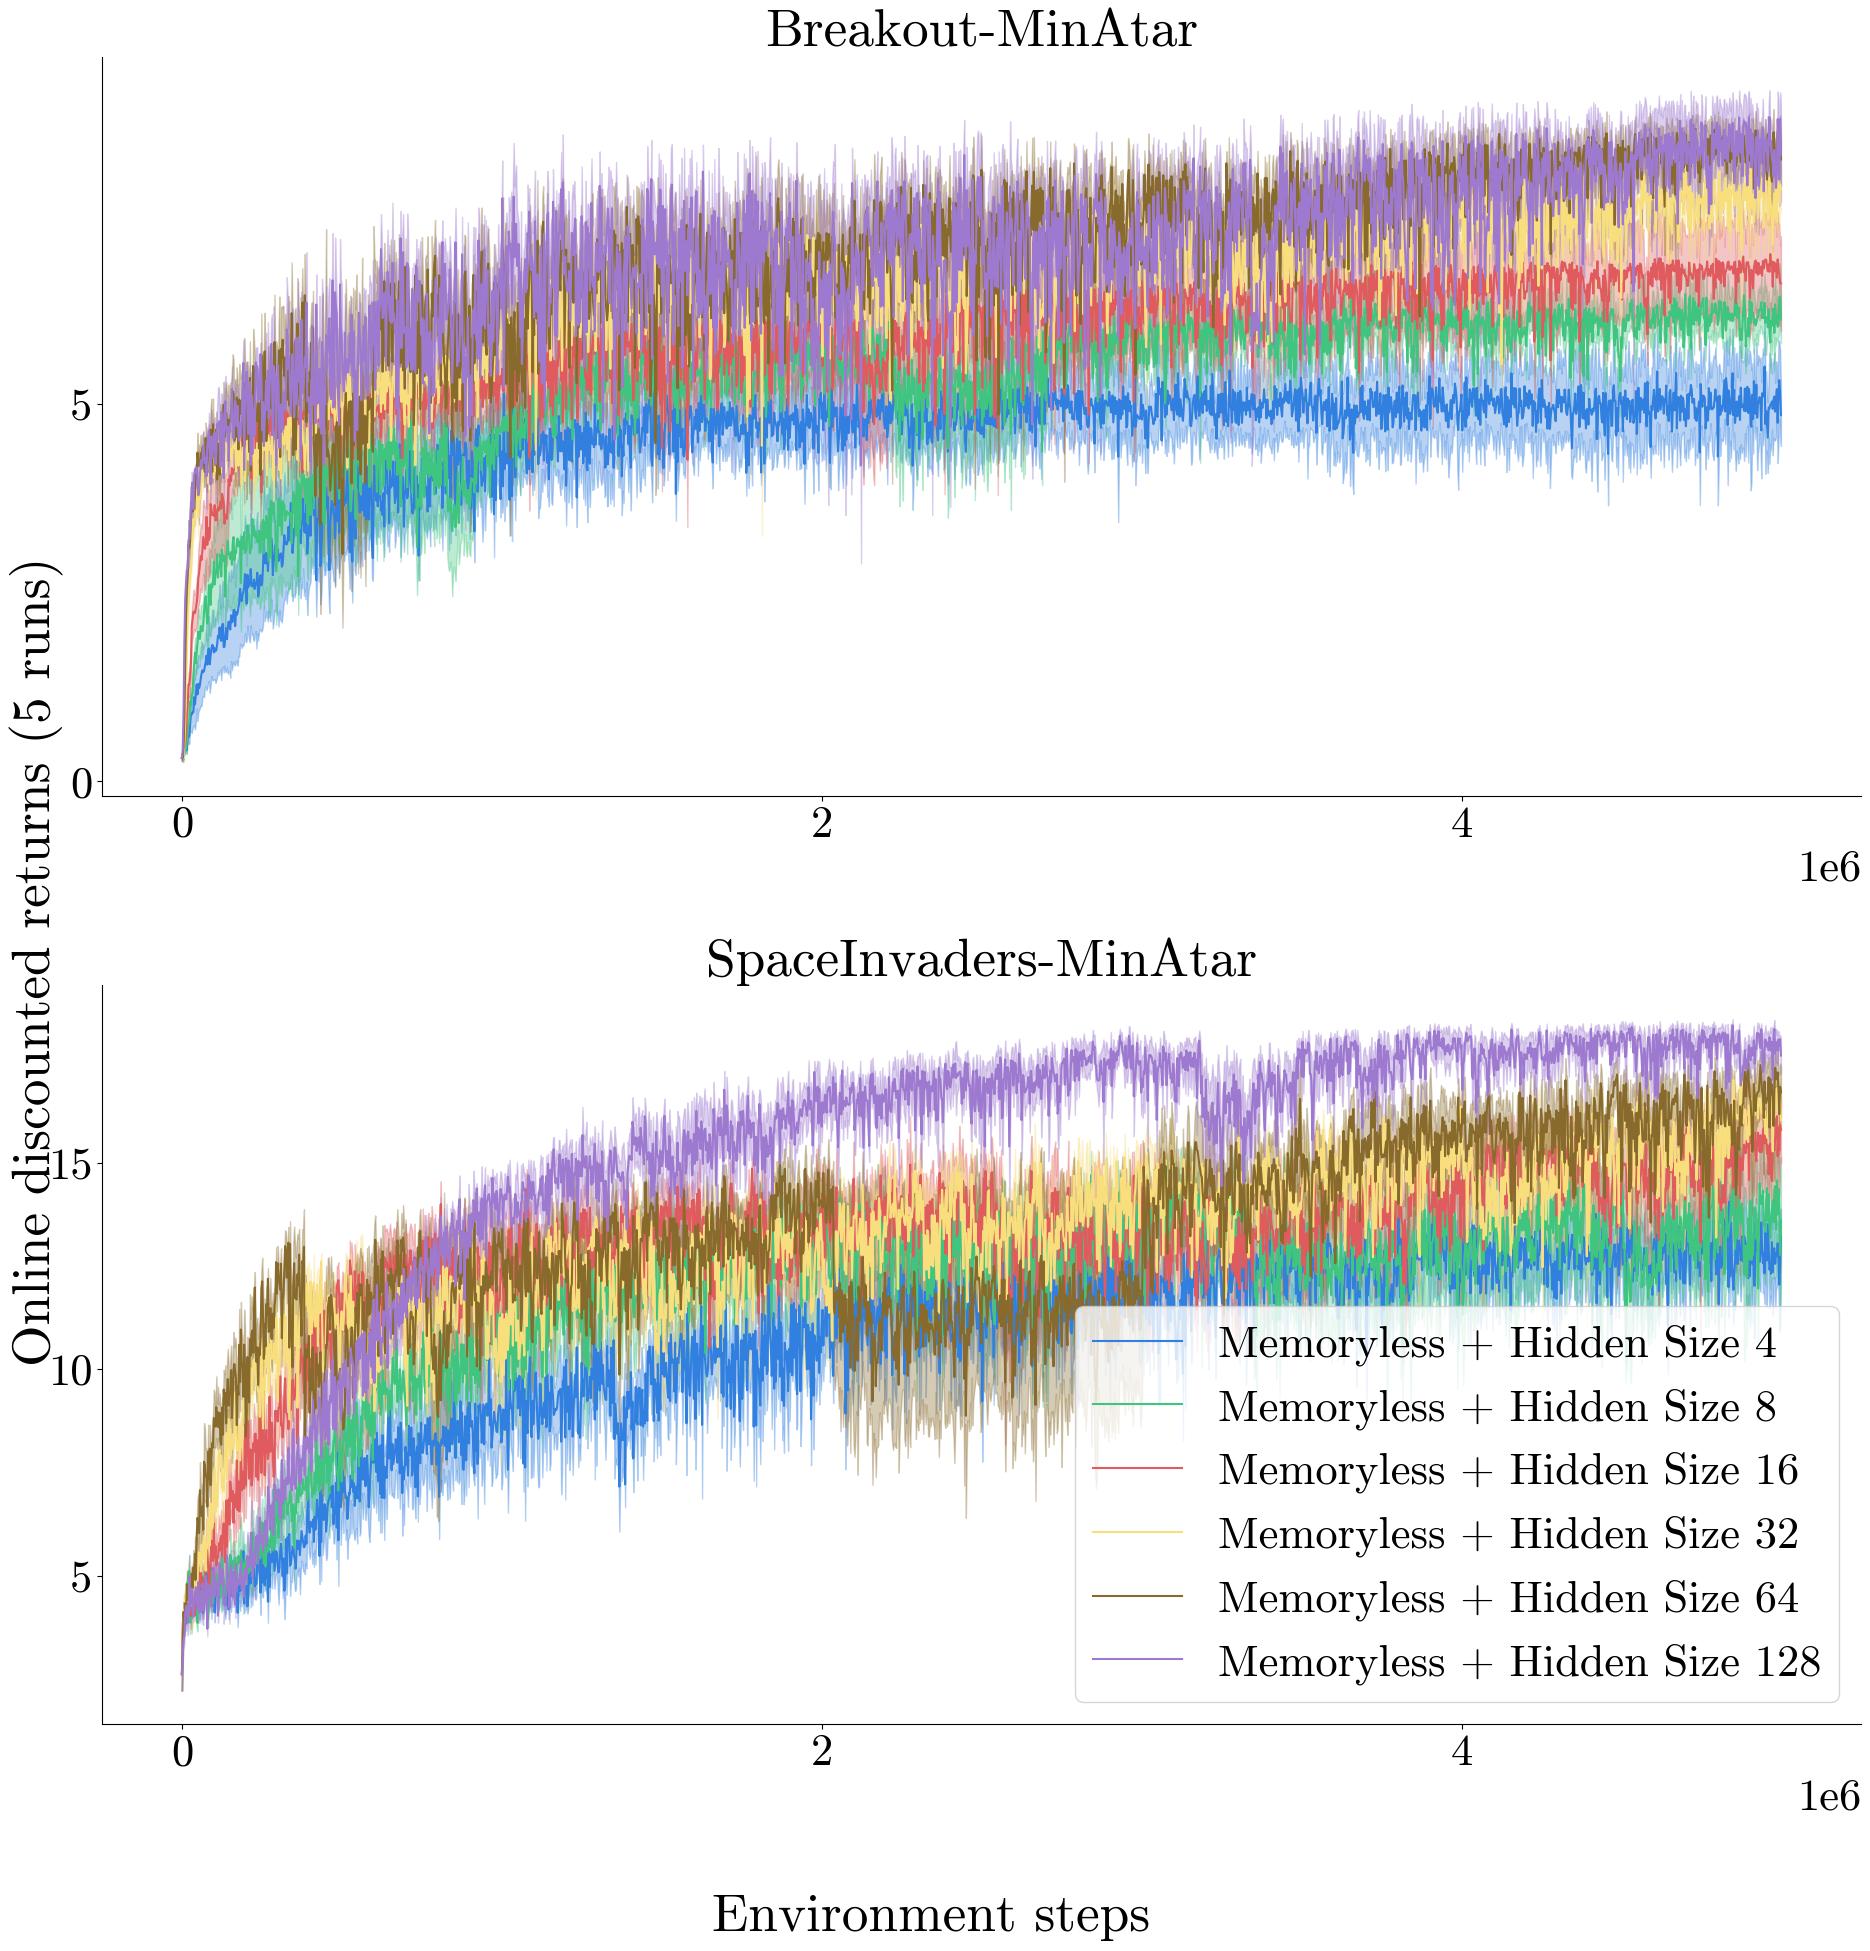 Breakout-MinAtar
5
0
0 2 4
1e6
Online discounted returns (5 runs)
SpaceInvaders-MinAtar
15
10
5
Memoryless + Hidden Size 4
Memoryless + Hidden Size 8
Memoryless + Hidden Size 16
Memoryless + Hidden Size 32
Memoryless + Hidden Size 64
Memoryless + Hidden Size 128
0 2 4
1e6
Environment steps